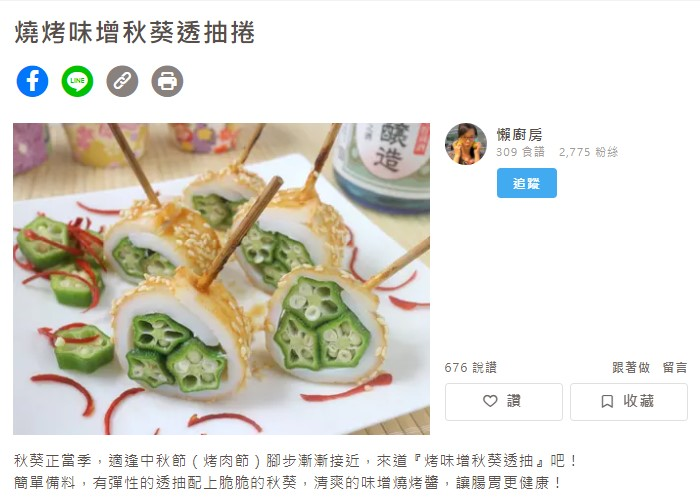 燒烤味增秋葵透抽捲
LINE
釀造
懶廚房
309 食譜 2,775 粉絲
追蹤
676 說讚
跟著做 留言
讚
收藏
秋葵正當季，適逢中秋節（烤肉節）腳步漸漸接近，來道『烤味增秋葵透抽』吧！
簡單備料，有彈性的透抽配上脆脆的秋葵，清爽的味增燒烤醬，讓腸胃更健康！